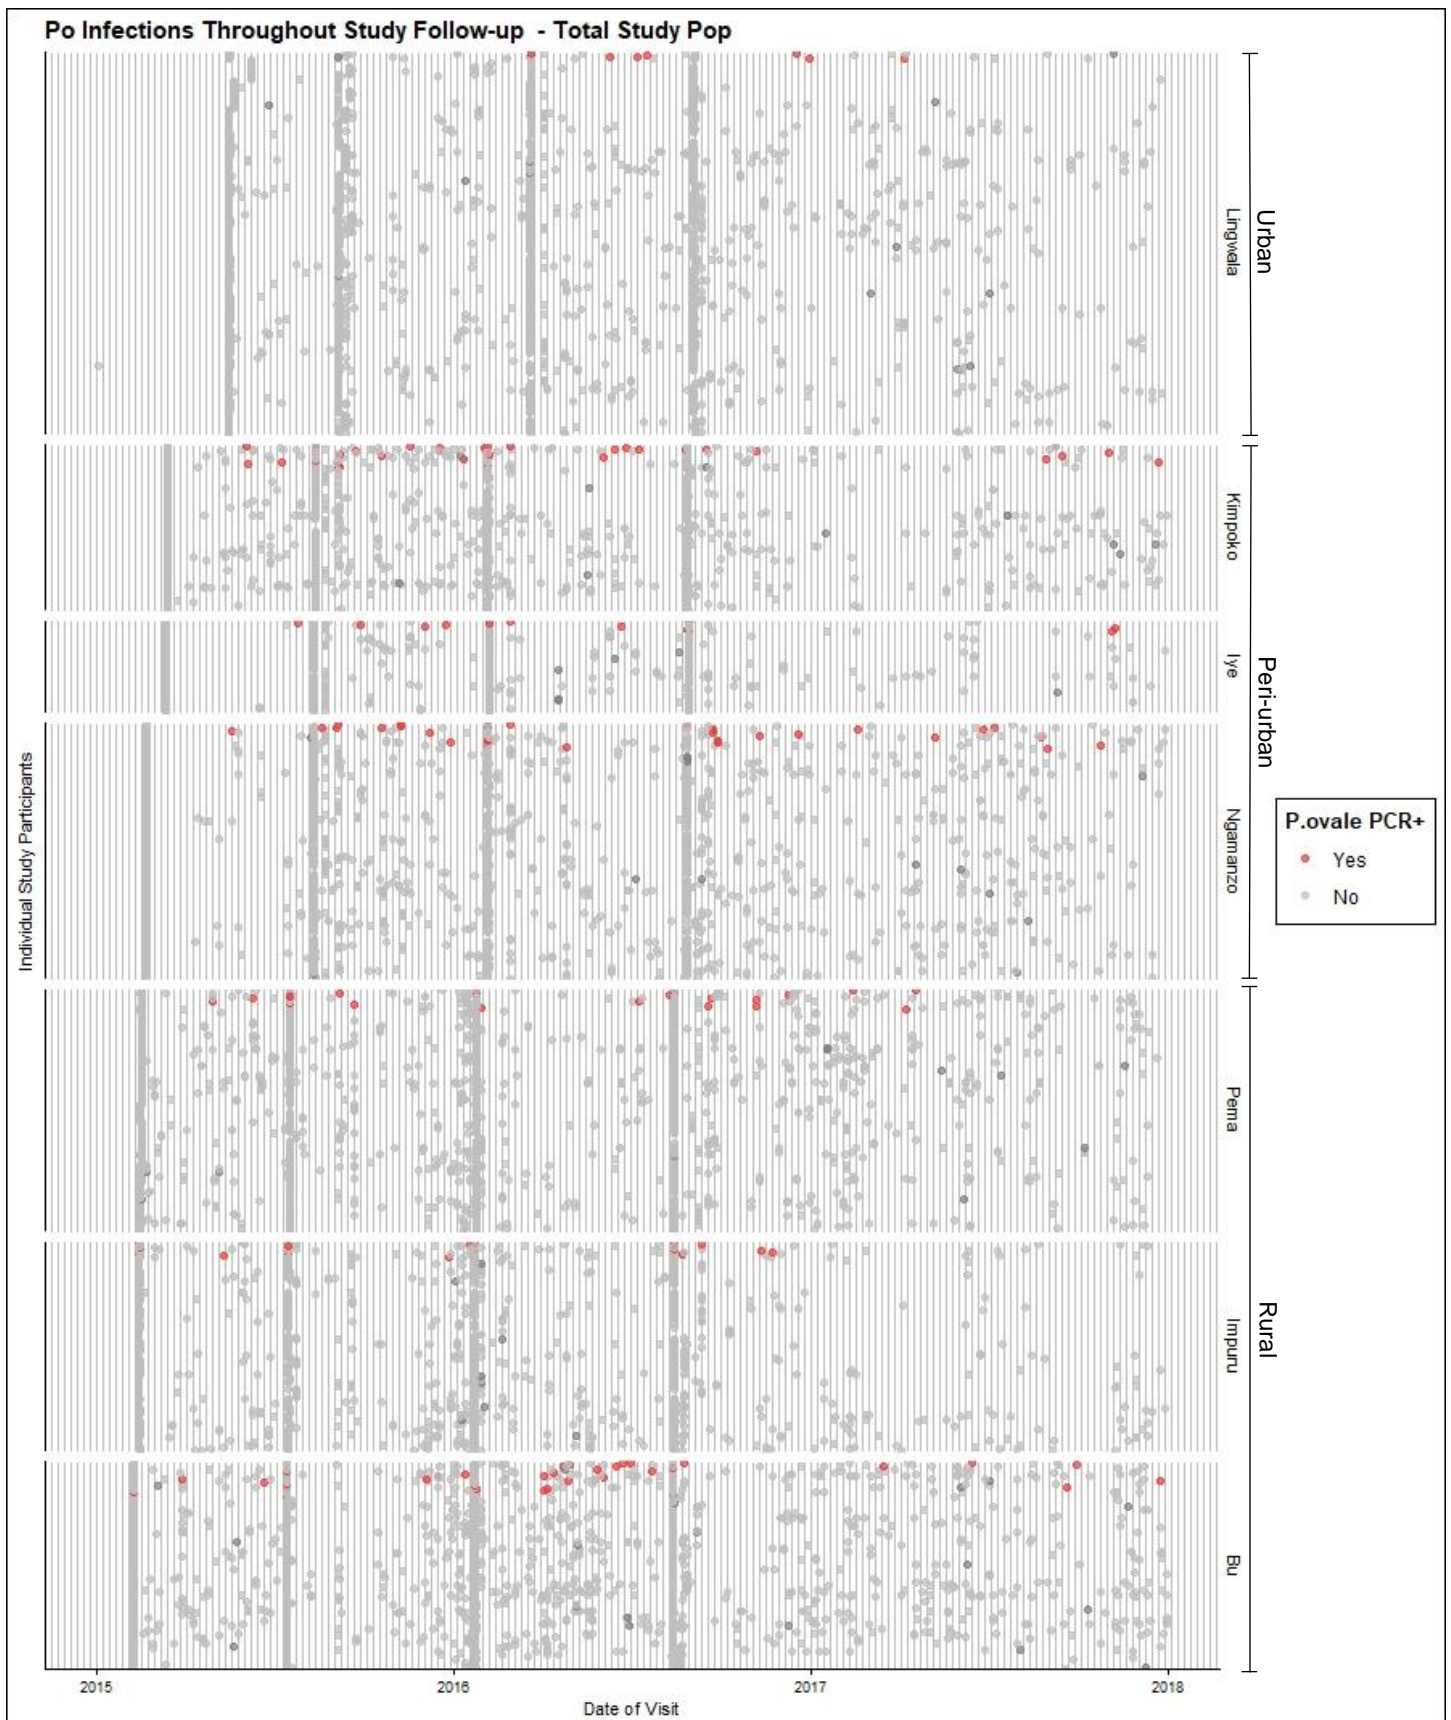 Po Infections Throughout Study Follow-up - Total Study Pop
Lingwala
Urban
Kimpoko
Iye
Peri-urban
Ngamanzo
Individual Study Participants
P.ovale PCR+
Yes
No
Pema
Impuru
Rural
Bu
2015
2016
2017
2018
Date of Visit